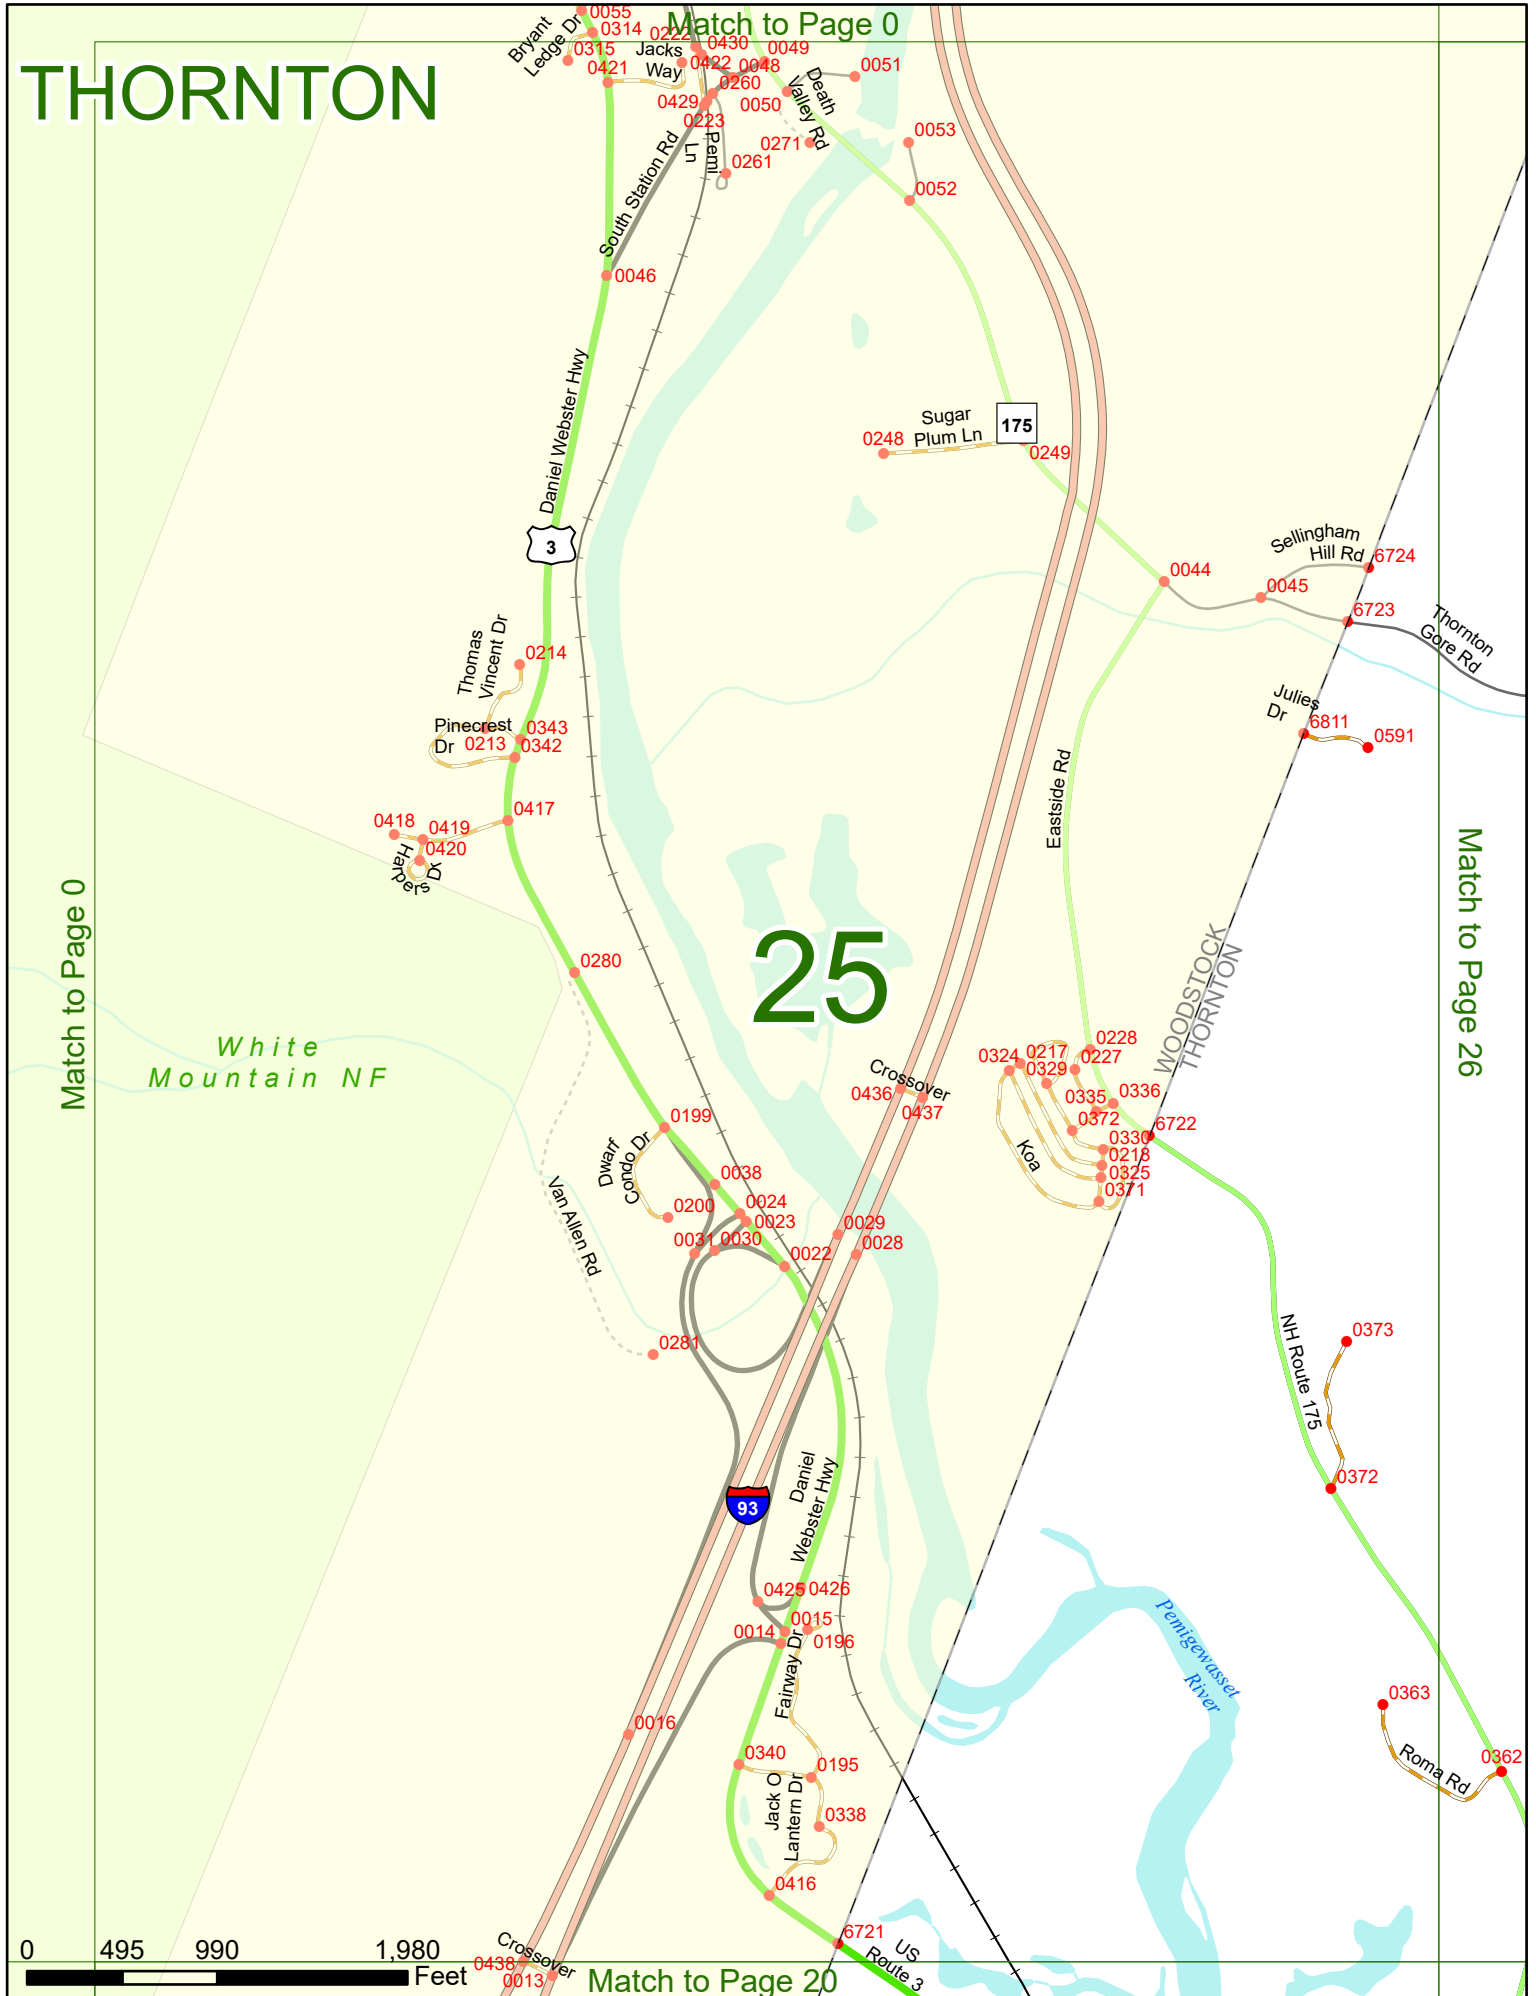 Match to Page 0
THORNTON
0055
0314
Bryant
Ledge Dr
0315
0421
Jacks
Way
0222
0430
0422
0049
0048
0260
0050
0051
Death
Valley Rd
0429
0223
Pemi
Ln
0271
0261
0053
0052
South Station Rd
0046
Daniel Webster Hwy
3
Sugar
Plum Ln
0248
175
0249
0044
Sellingham
Hill Rd
6724
0045
6723
Thornton
Gore Rd
Thomas
Vincent Dr
0214
Pinecrest
Dr
0213
0343
0342
Julies
Dr
6811
0591
Eastside Rd
0417
0418
0419
0420
Harpers
Dr
Match to Page 0
Match to Page 26
25
0280
WOODSTOCK
THORNTON
White
Mountain NF
Crossover
0436
0437
0324
0217
0329
0228
0227
0335
0336
0372
0330
0218
0325
0371
6722
Koa
0199
Dwarf
Condo Dr
0038
0200
0024
0023
0031
0030
0022
0029
0028
Van Allen Rd
0281
NH Route 175
0373
0372
Daniel
Webster Hwy
93
0425
0426
0015
0014
0196
Fairway Dr
Pemigewasset
River
0016
0340
0195
Jack O
Lantern Dr
0338
0363
Roma Rd
0362
0416
6721
US
Route 3
0
495
990
1,980
Feet
Crossover
0438
0013
Match to Page 20